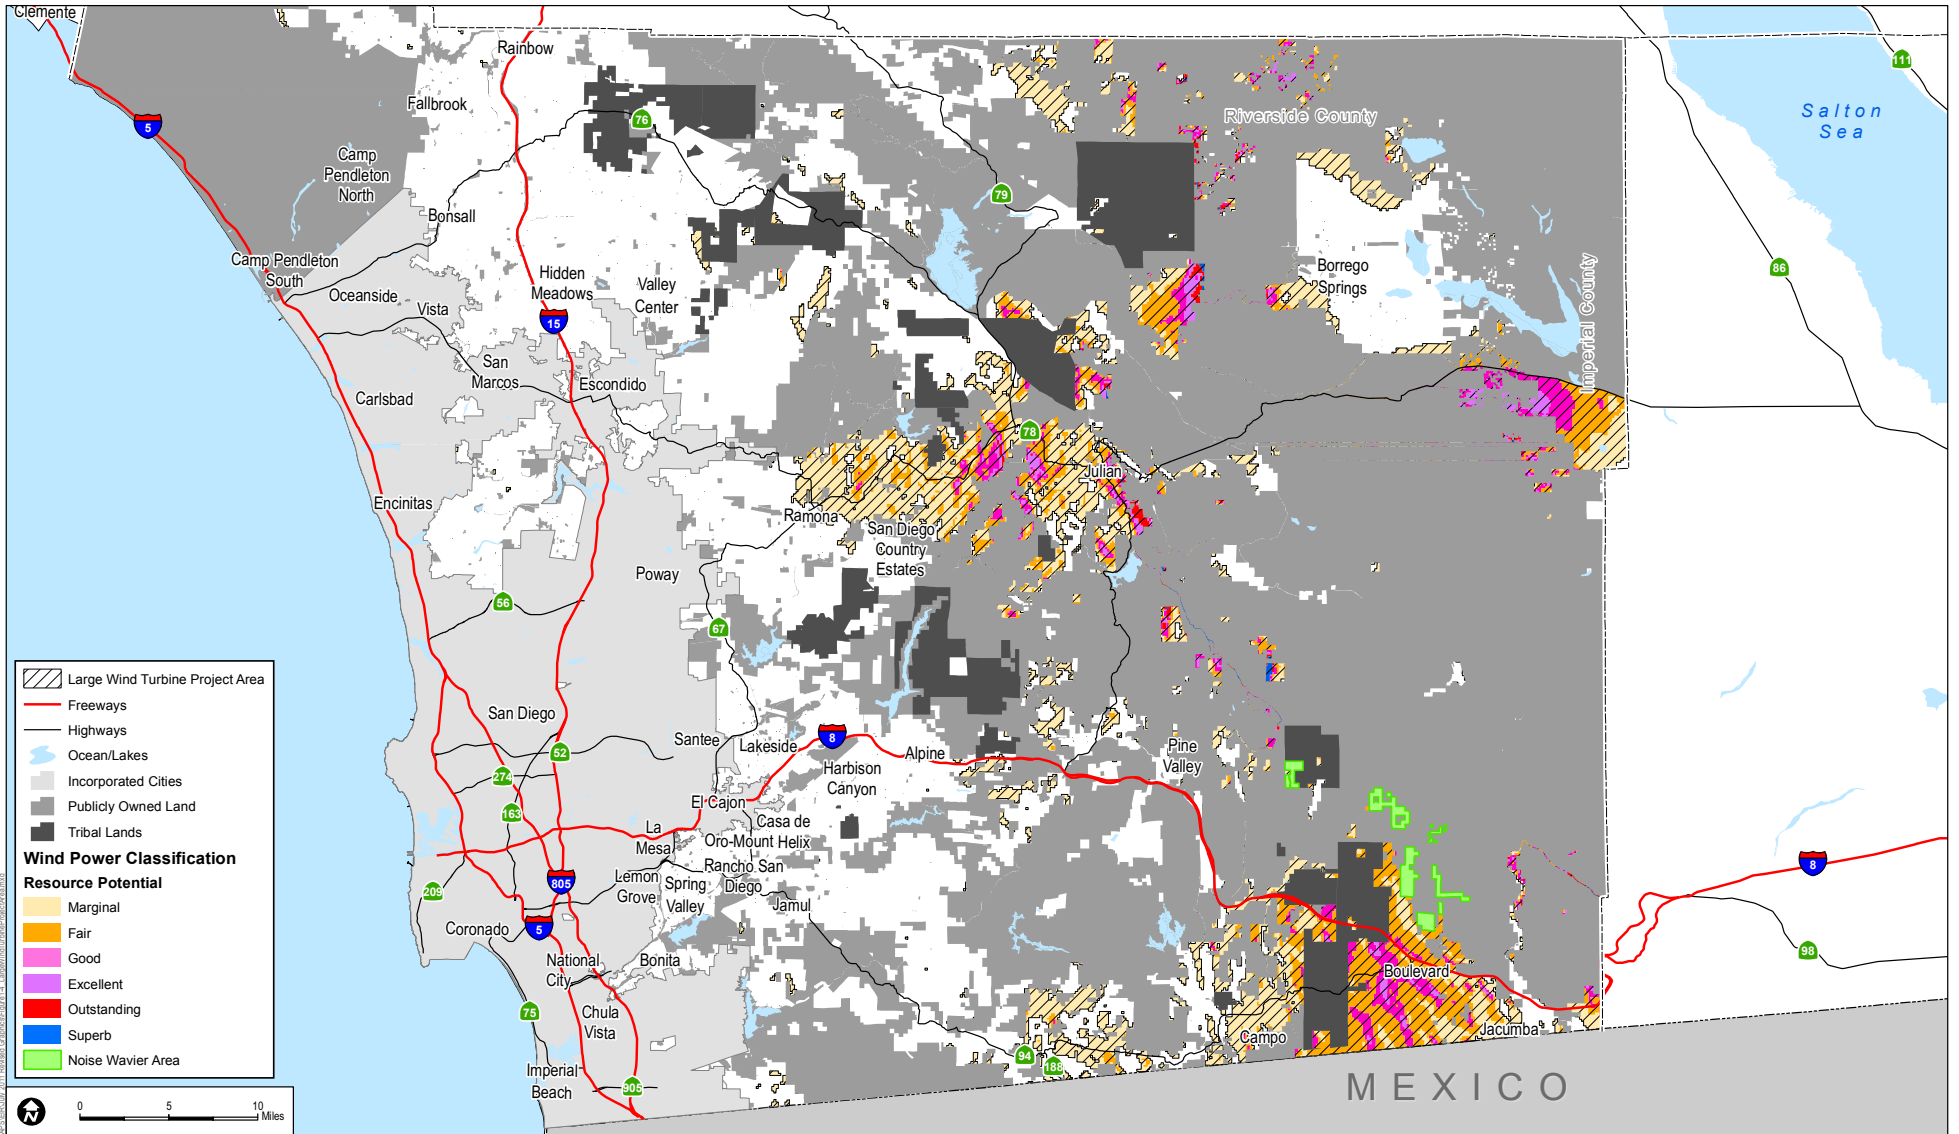 Clemente
Rainbow
111
Salton
Sea
Fallbrook
76
5
Riverside County
Camp
Pendleton
North
79
Bonsall
Camp Pendleton
South
Oceanside
Vista
Hidden
Meadows
Valley
Center
15
Borrego
Springs
86
Imperial County
San
Marcos
Escondido
Carlsbad
78
Julian
Encinitas
Ramona
San Diego
Country
Estates
Poway
56
67
San Diego
Santee
Lakeside
8
Alpine
Harbison
Canyon
Pine
Valley
52
274
163
El Cajon
La
Mesa
Casa de
Oro-Mount Helix
Rancho San
Diego
Lemon
Grove
Spring
Valley
Jamul
805
209
Coronado
5
National
City
Bonita
75
Chula
Vista
Imperial
Beach
905
94
188
Campo
Boulevard
Jacumba
8
98
MEXICO
Large Wind Turbine Project Area
Freeways
Highways
Ocean/Lakes
Incorporated Cities
Publicly Owned Land
Tribal Lands
Wind Power Classification
Resource Potential
Marginal
Fair
Good
Excellent
Outstanding
Superb
Noise Wavier Area
N
0 5 10
Miles